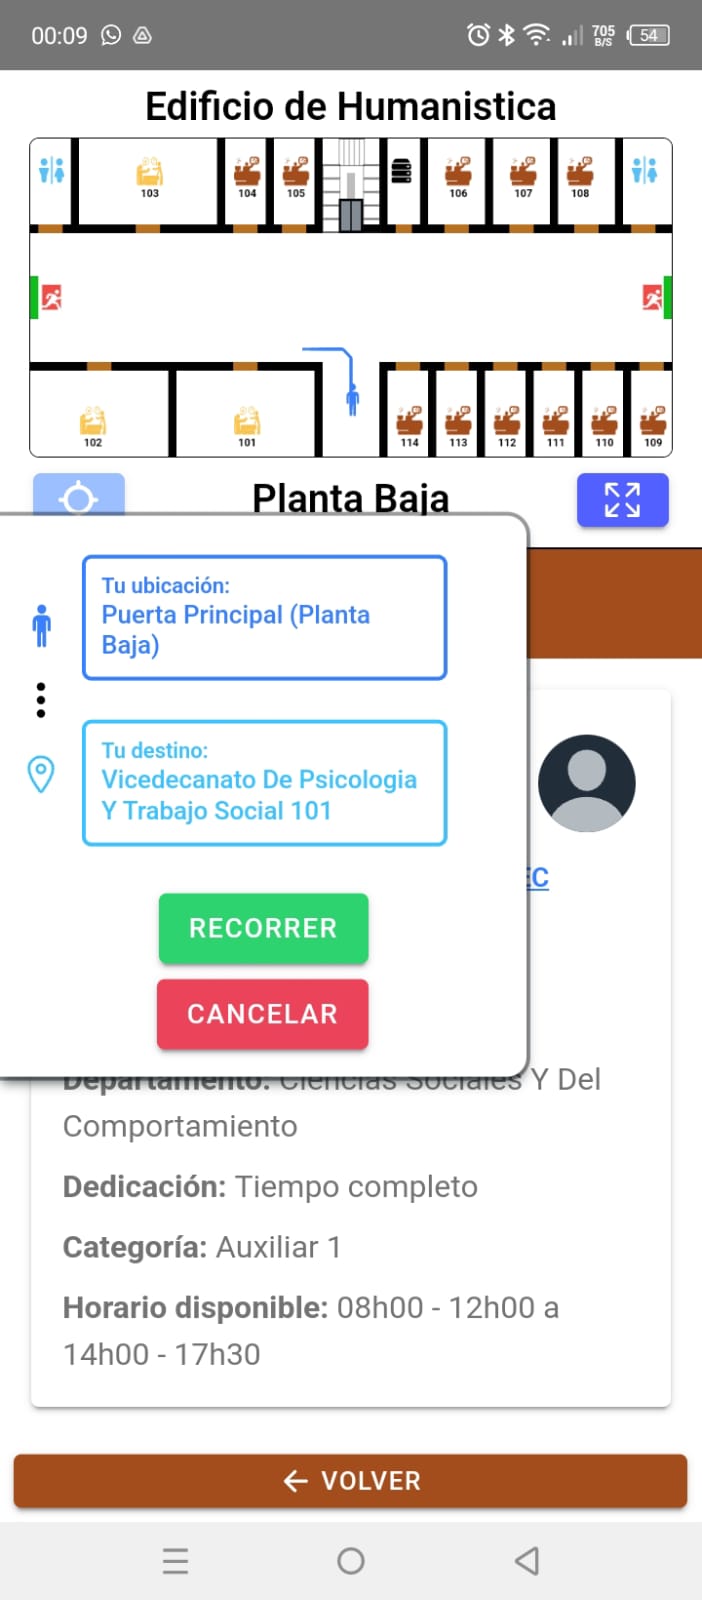 00:09
705 B/S
54
Edificio de Humanistica
103
104
105
106
107
108
102
101
114
113
112
111
110
109
Planta Baja
Tu ubicación:
Puerta Principal (Planta
Baja)
Tu destino:
Vicedecanato De Psicologia
Y Trabajo Social 101
EC
RECORRER
CANCELAR
Departamento: Ciencias Sociales Y Del
Comportamiento
Dedicación: Tiempo completo
Categoría: Auxiliar 1
Horario disponible: 08h00 - 12h00 a
14h00 - 17h30
← VOLVER